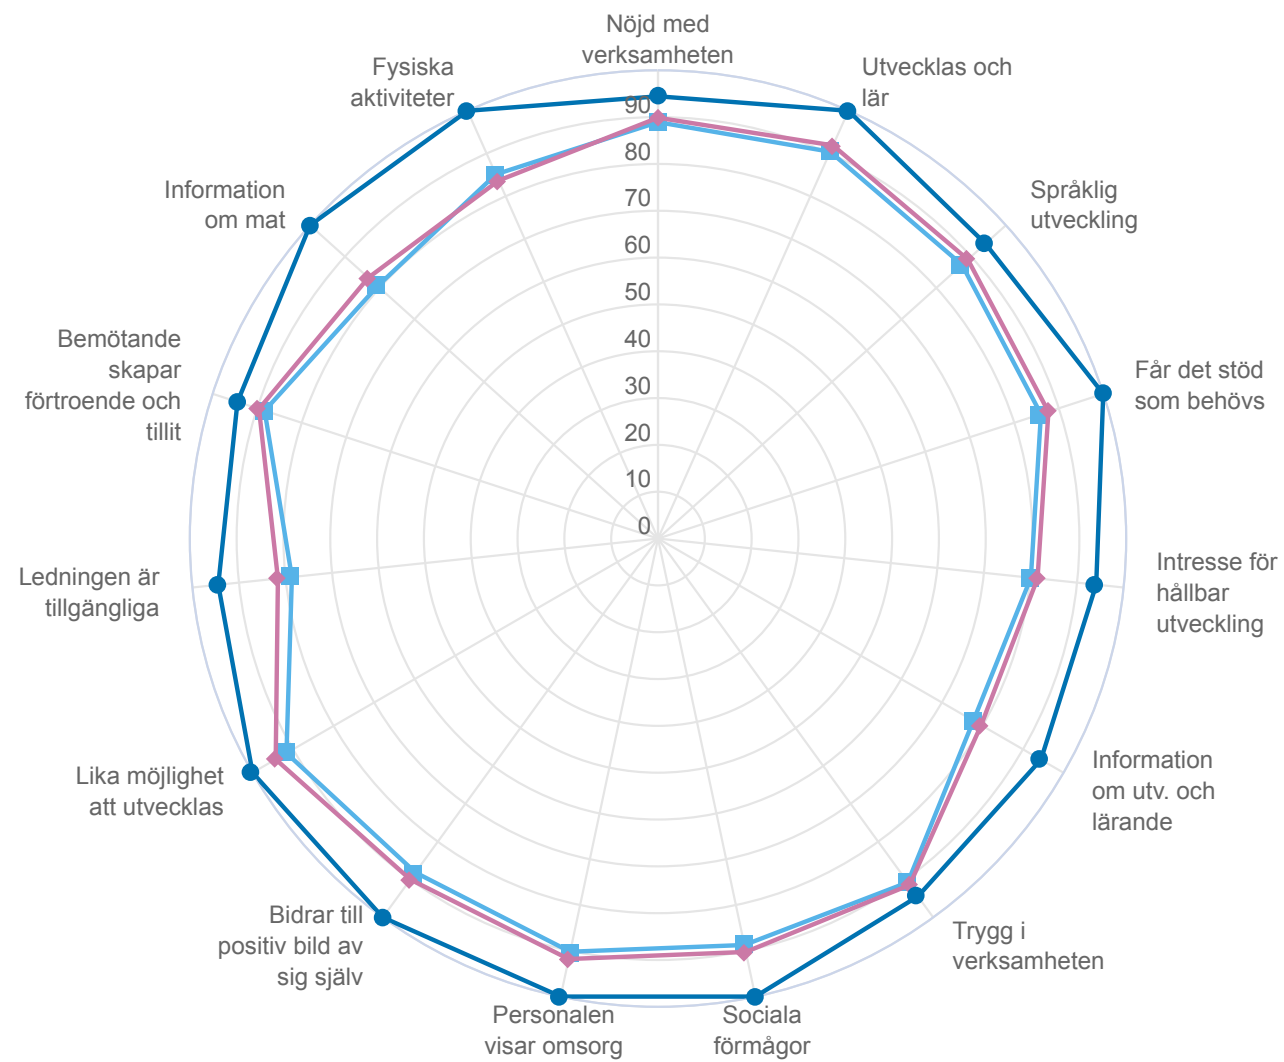 Nöjd med
verksamheten
Utvecklas och
lär
Språklig
utveckling
Får det stöd
som behövs
Intresse för
hållbar
utveckling
Information
om utv. och
lärande
Trygg i
verksamheten
Sociala
förmågor
Personalen
visar omsorg
Bidrar till
positiv bild av
sig själv
Lika möjlighet
att utvecklas
Ledningen är
tillgängliga
Bemötande
skapar
förtroende och
tillit
Information
om mat
Fysiska
aktiviteter
90
80
70
60
50
40
30
20
10
0